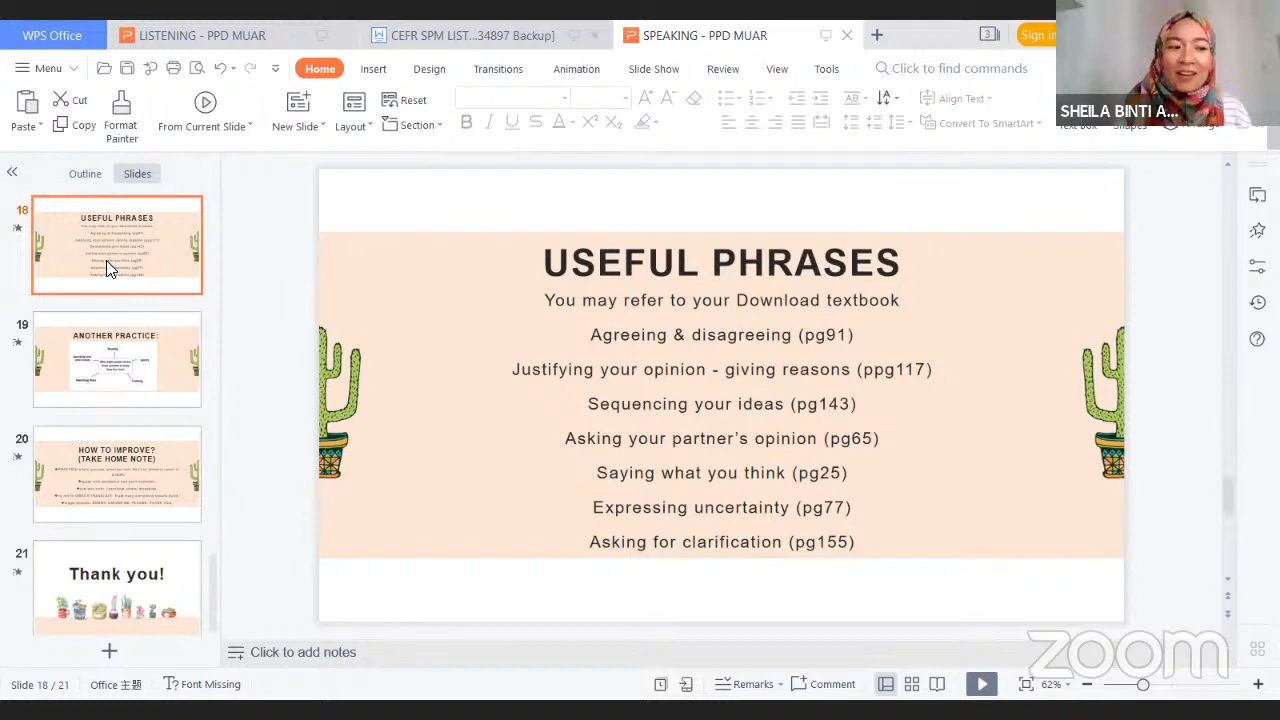 WPS Office
LISTENING - PPD MUAR
CEFR SPM LIST...34897 Backup]
SPEAKING - PPD MUAR
3
Sign in
Menu
Home
Insert
Design
Transitions
Animation
Slide Show
Review
View
Tools
Click to find commands
SHEILA BINTI A...
Paste
Cut
Format
Painter
From Current Slide
New Slide
Layout
Reset
Section
Align Text
Convert To SmartArt
Outline
Slides
18
USEFUL PHRASES
19
ANOTHER PRACTICE:
20
HOW TO IMPROVE?
(TAKE HOME NOTE)
21
Thank you!
USEFUL PHRASES
You may refer to your Download textbook
Agreeing & disagreeing (pg91)
Justifying your opinion - giving reasons (ppg117)
Sequencing your ideas (pg143)
Asking your partner's opinion (pg65)
Saying what you think (pg25)
Expressing uncertainty (pg77)
Asking for clarification (pg155)
Click to add notes
zoom
Slide 18 / 21
Office 主题
Font Missing
Remarks
Comment
62%